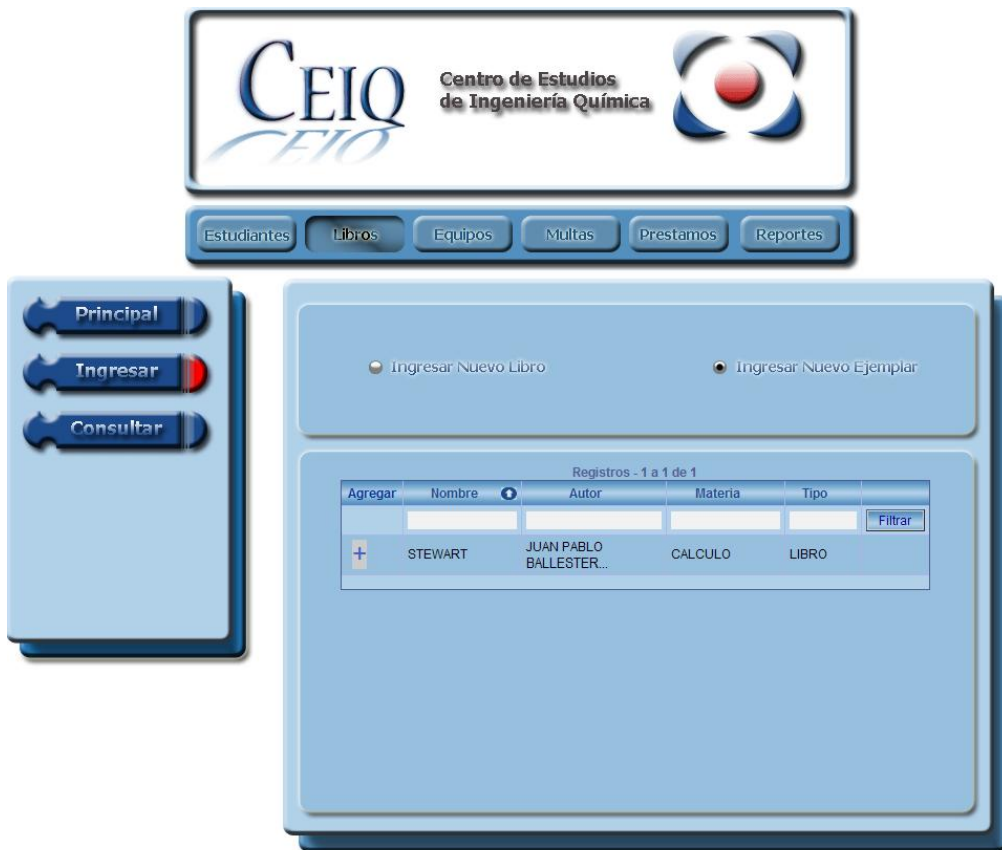 CEIQ
Centro de Estudios
de Ingeniería Química
Estudiantes
Libros
Equipos
Multas
Prestamos
Reportes
Principal
Ingresar
Consultar
Ingresar Nuevo Libro
Ingresar Nuevo Ejemplar
Registros - 1 a 1 de 1
Agregar Nombre Autor Materia Tipo
Filtrar
+ STEWART JUAN PABLO BALLESTER... CALCULO LIBRO